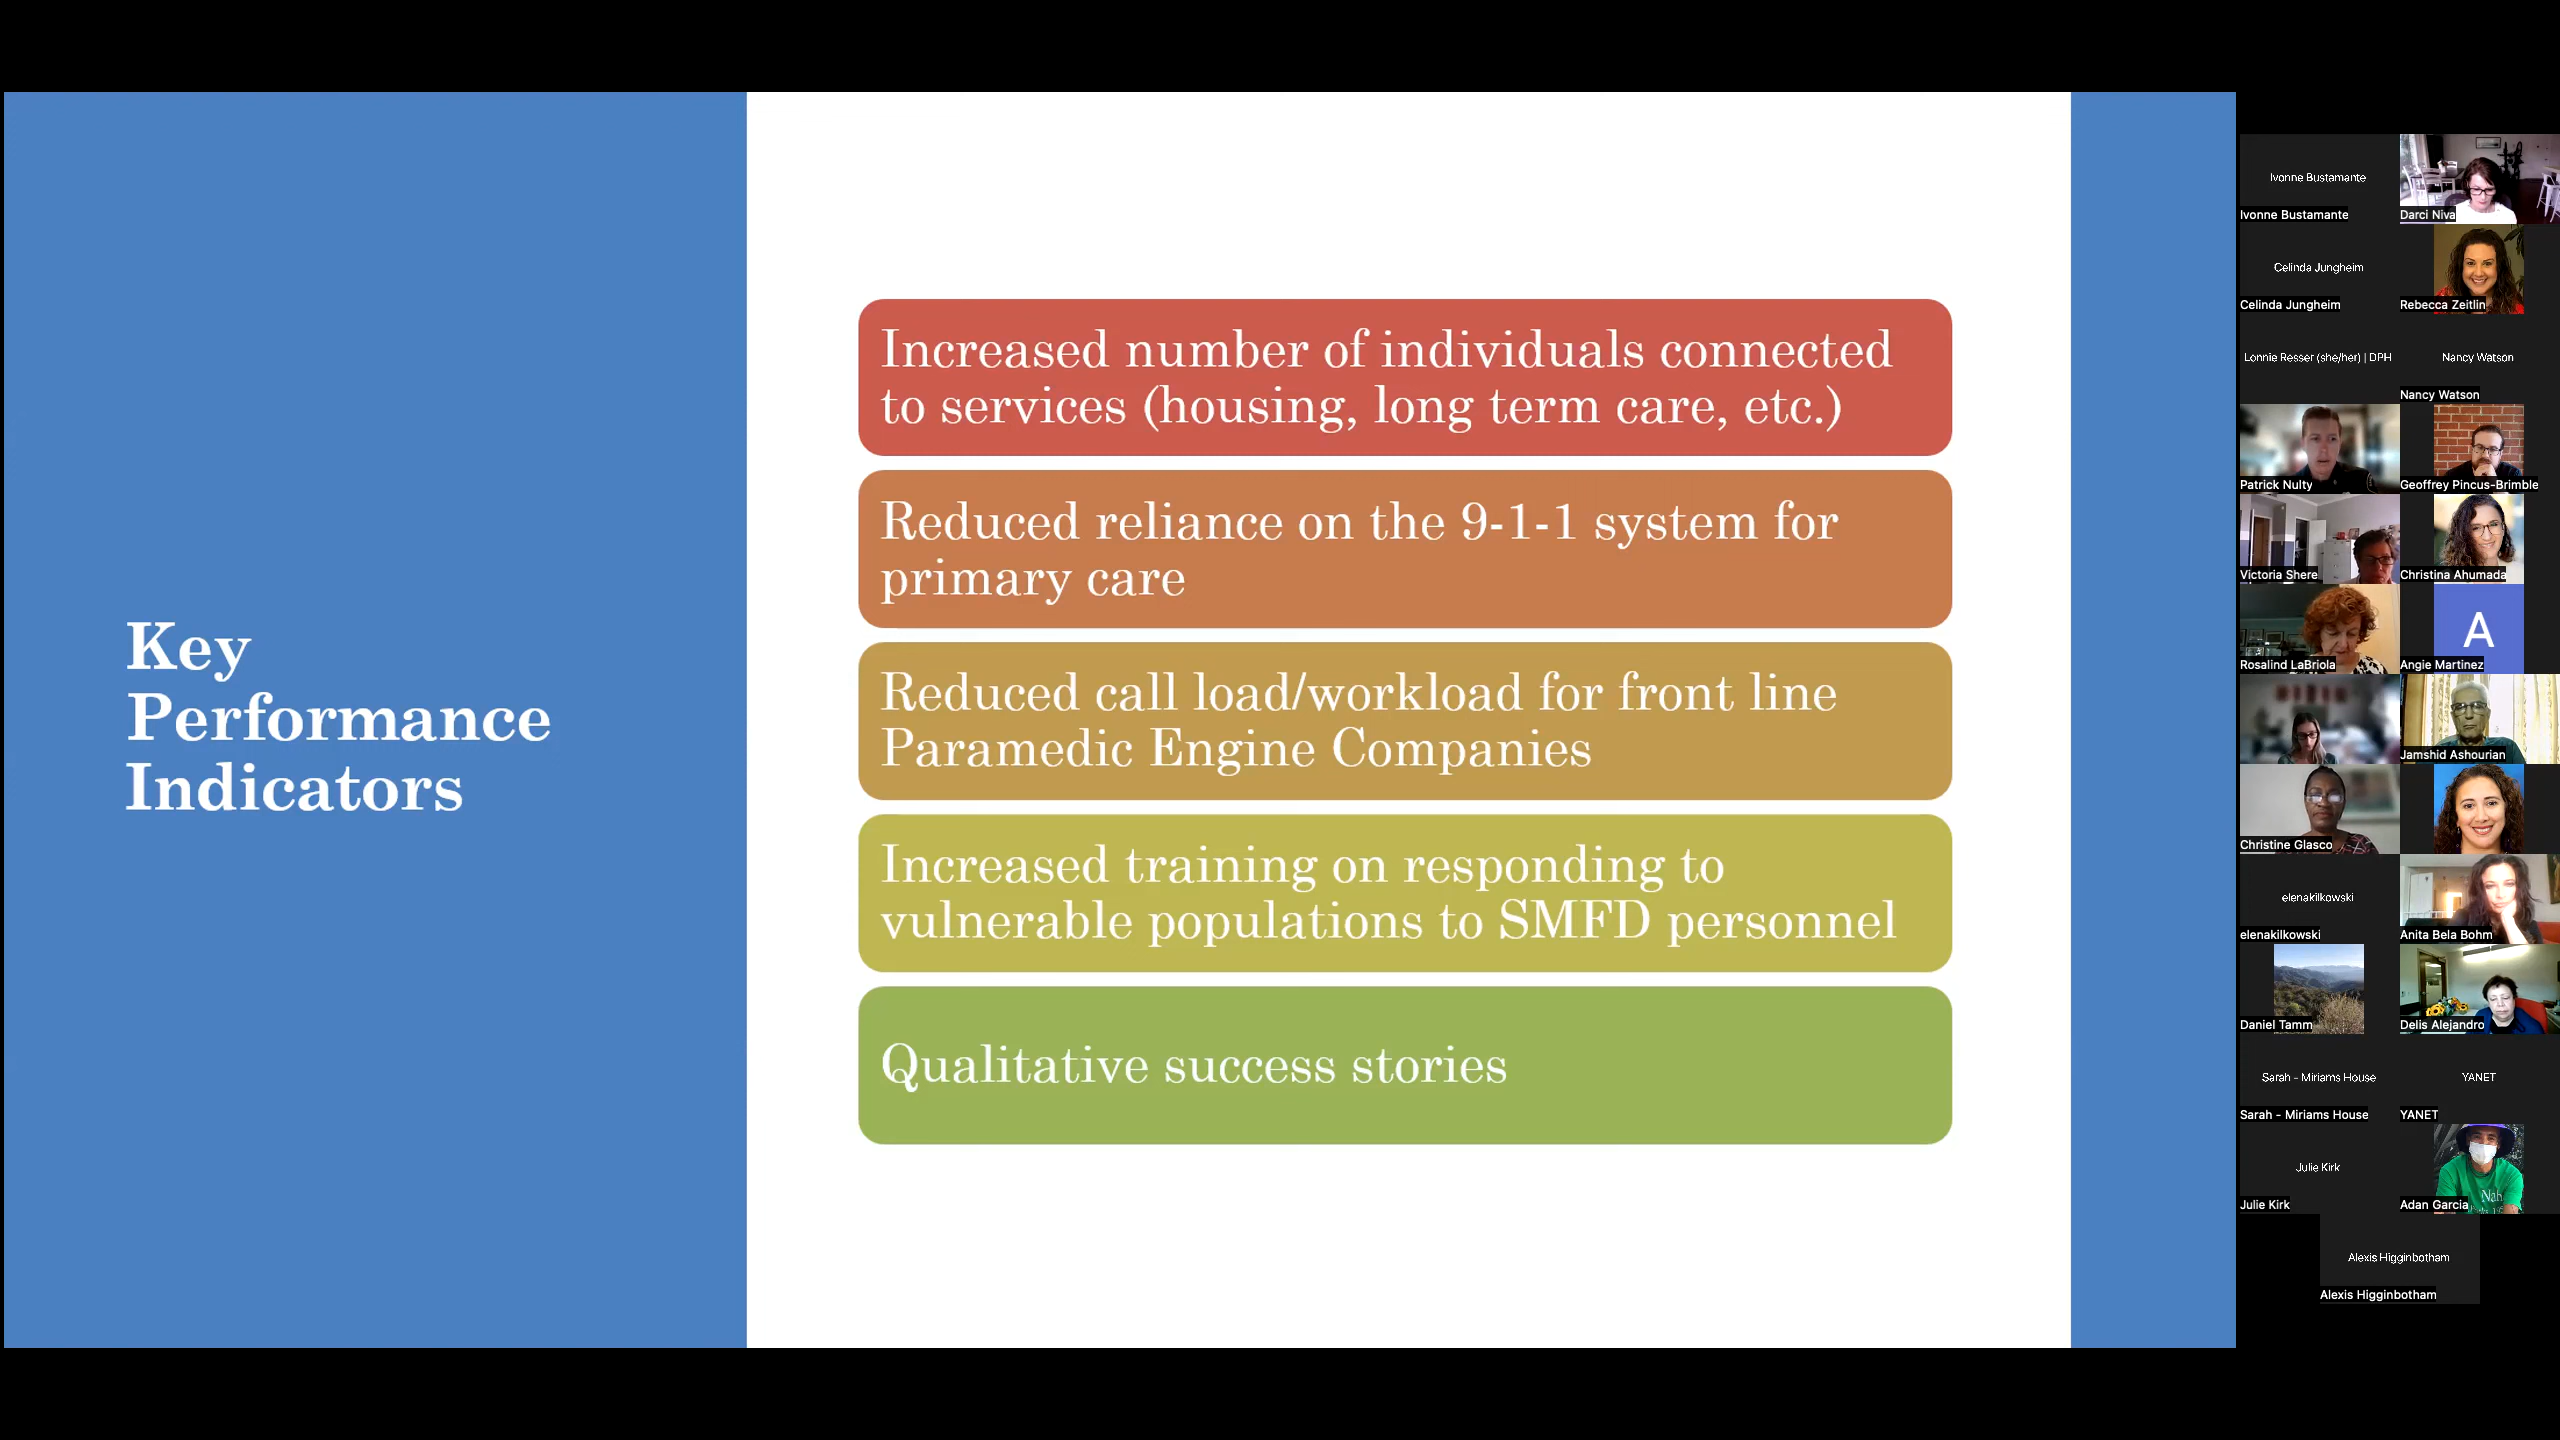 Key
Performance
Indicators
Increased number of individuals connected
to services (housing, long term care, etc.)
Reduced reliance on the 9-1-1 system for
primary care
Reduced call load/workload for front line
Paramedic Engine Companies
Increased training on responding to
vulnerable populations to SMFD personnel
Qualitative success stories
Ivonne Bustamante
Ivonne Bustamante
Darci Niva
Celinda Jungheim
Celinda Jungheim
Rebecca Zeitlin
Lonnie Resser (she/her) | DPH
Nancy Watson
Nancy Watson
Patrick Nulty
Geoffrey Pincus-Brimble
Victoria Shere
Christina Ahumada
Rosalind LaBriola
A
Angie Martinez
Jamshid Ashourian
Christine Glasco
elenakilkowski
elenakilkowski
Anita Bela Bohm
Daniel Tamm
Delis Alejandro
Sarah - Miriams House
Sarah - Miriams House
YANET
YANET
Julie Kirk
Julie Kirk
Nah
Adan Garcia
Alexis Higginbotham
Alexis Higginbotham